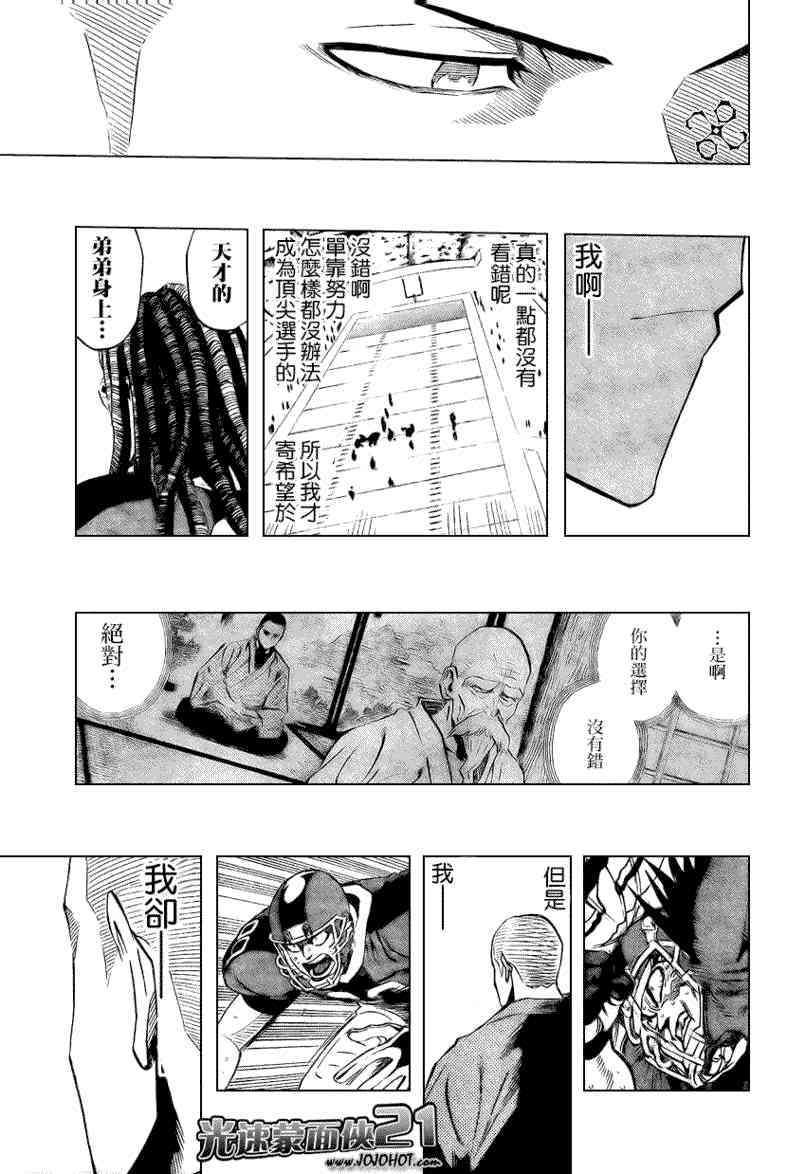 我啊──
真的一點都沒有
看錯呢
沒錯啊
單靠努力
怎麼樣都沒辦法
成為頂尖選手的
所以我才
寄希望於
天才的
弟弟身上…
…是啊
你的選擇
沒有錯
絕對…
但是
我──
我卻──
光速蒙面俠21
www.JOJOHOT.com